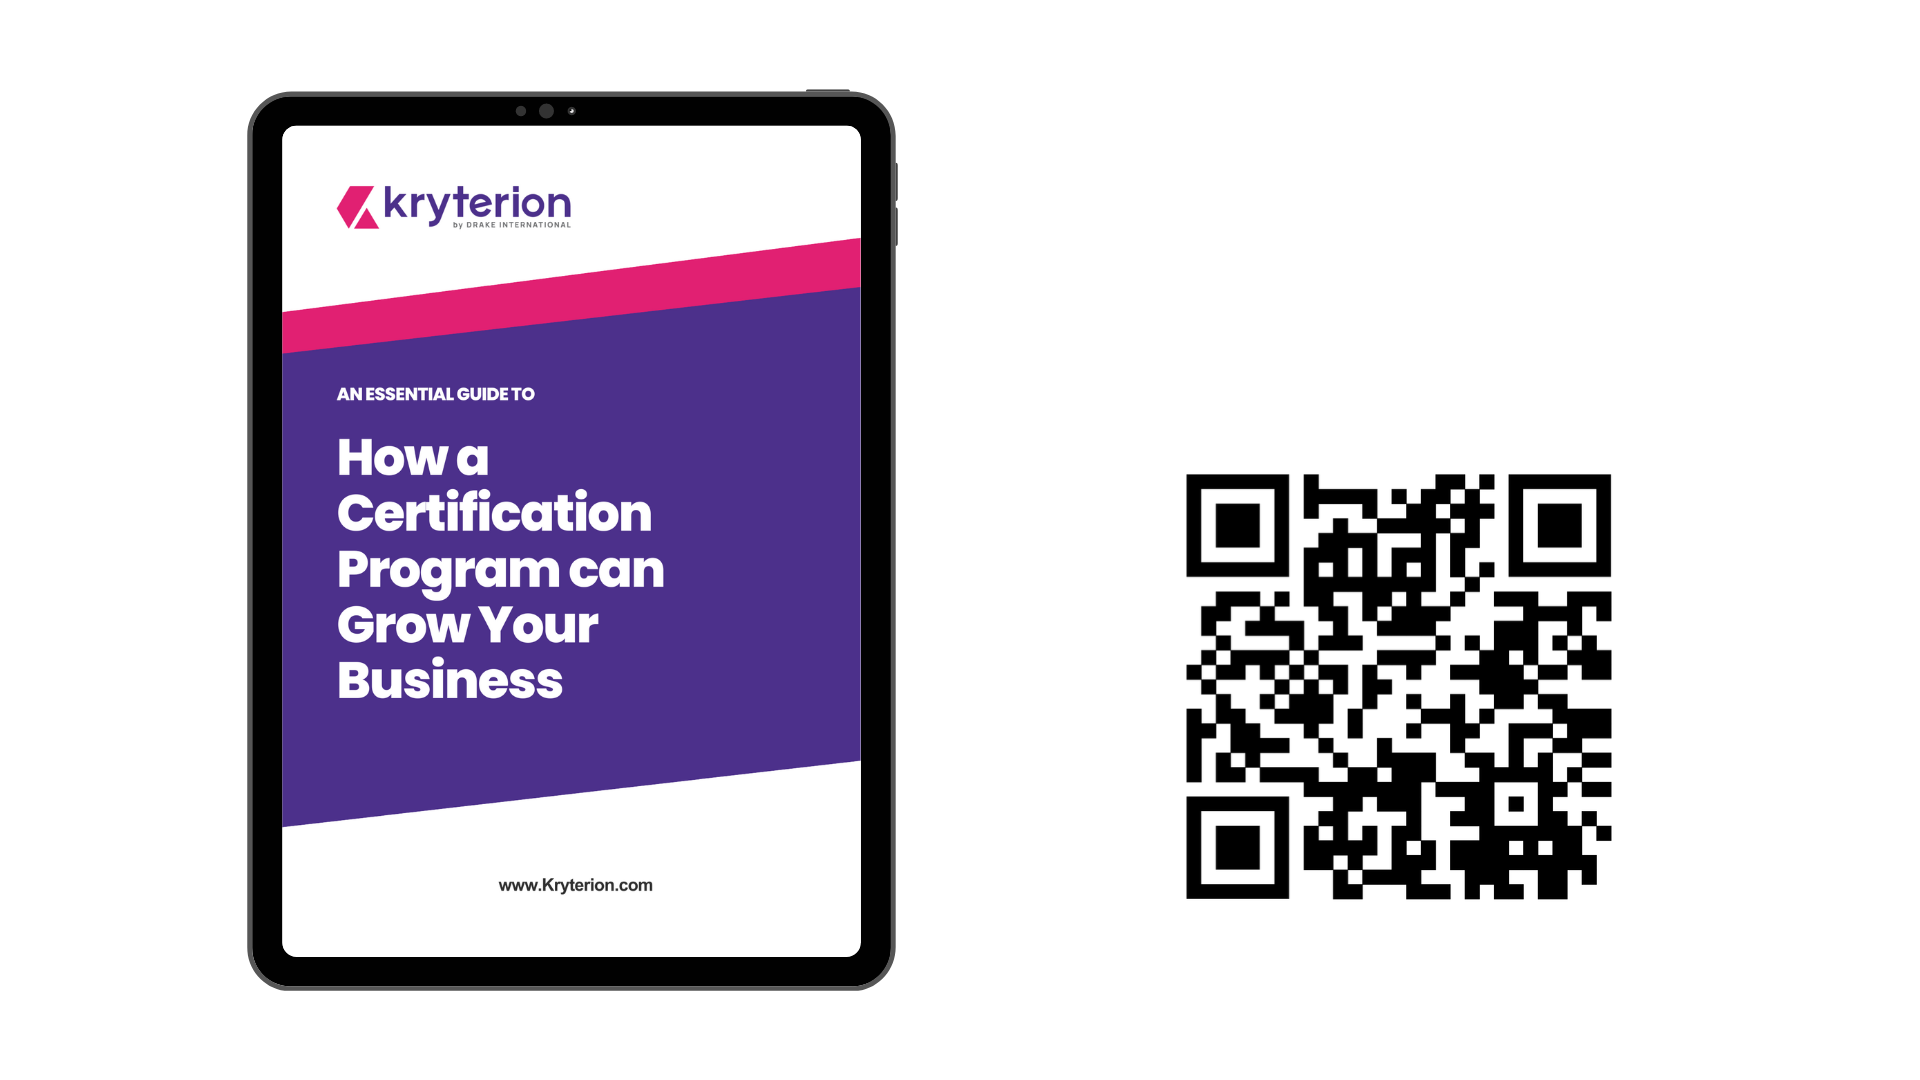 kryterion
by DRAKE INTERNATIONAL
AN ESSENTIAL GUIDE TO
How a
Certification
Program can
Grow Your
Business
www.Kryterion.com